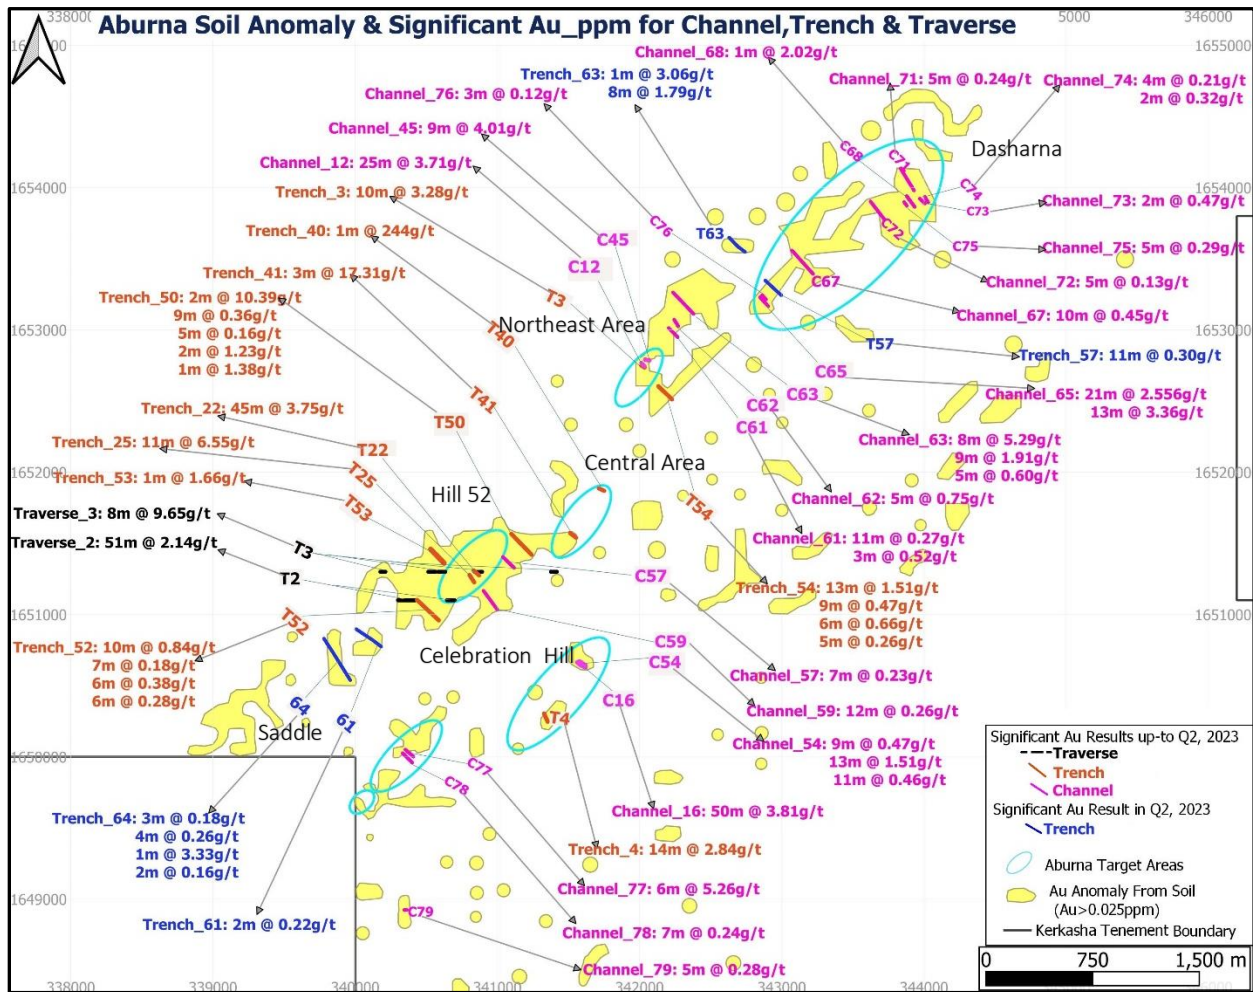 338000
5000
346000
Aburna Soil Anomaly & Significant Au_ppm for Channel,Trench & Traverse
1655000
Channel_68: 1m @ 2.02g/t
Trench_63: 1m @ 3.06g/t
8m @ 1.79g/t
Channel_71: 5m @ 0.24g/t
Channel_74: 4m @ 0.21g/t
2m @ 0.32g/t
Channel_76: 3m @ 0.12g/t
Channel_45: 9m @ 4.01g/t
Channel_12: 25m @ 3.71g/t
Dasharna
C68
C71
C74
C73
1654000
1654000
Trench_3: 10m @ 3.28g/t
Channel_73: 2m @ 0.47g/t
Trench_40: 1m @ 244g/t
C45
C76
T63
C72
C75
Channel_75: 5m @ 0.29g/t
Trench_41: 3m @ 17.31g/t
C12
C67
Channel_72: 5m @ 0.13g/t
Trench_50: 2m @ 10.39g/t
9m @ 0.36g/t
5m @ 0.16g/t
2m @ 1.23g/t
1m @ 1.38g/t
T3
Channel_67: 10m @ 0.45g/t
1653000
1653000
Northeast Area
T40
T57
Trench_57: 11m @ 0.30g/t
C65
Channel_65: 21m @ 2.556g/t
13m @ 3.36g/t
T41
C63
C62
C61
Trench_22: 45m @ 3.75g/t
T50
Channel_63: 8m @ 5.29g/t
9m @ 1.91g/t
5m @ 0.60g/t
Trench_25: 11m @ 6.55g/t
T22
T25
Central Area
1652000
1652000
Trench_53: 1m @ 1.66g/t
Hill 52
T53
T54
Channel_62: 5m @ 0.75g/t
Traverse_3: 8m @ 9.65g/t
Traverse_2: 51m @ 2.14g/t
T3
T2
Channel_61: 11m @ 0.27g/t
3m @ 0.52g/t
C57
Trench_54: 13m @ 1.51g/t
9m @ 0.47g/t
6m @ 0.66g/t
5m @ 0.26g/t
1651000
1651000
T52
Trench_52: 10m @ 0.84g/t
7m @ 0.18g/t
6m @ 0.38g/t
6m @ 0.28g/t
Celebration Hill
C59
C54
Channel_57: 7m @ 0.23g/t
C16
64
61
Saddle
T4
Channel_59: 12m @ 0.26g/t
Channel_54: 9m @ 0.47g/t
13m @ 1.51g/t
11m @ 0.46g/t
1650000
C77
C78
Trench_64: 3m @ 0.18g/t
4m @ 0.26g/t
1m @ 3.33g/t
2m @ 0.16g/t
Channel_16: 50m @ 3.81g/t
Trench_4: 14m @ 2.84g/t
Channel_77: 6m @ 5.26g/t
1649000
C79
Trench_61: 2m @ 0.22g/t
Channel_78: 7m @ 0.24g/t
Channel_79: 5m @ 0.28g/t
Significant Au Results up-to Q2, 2023
Traverse
Trench
Channel
Significant Au Result in Q2, 2023
Trench
Aburna Target Areas
Au Anomaly From Soil
(Au>0.025ppm)
Kerkasha Tenement Boundary
0 750 1,500 m
338000
339000
340000
341000
342000
343000
344000